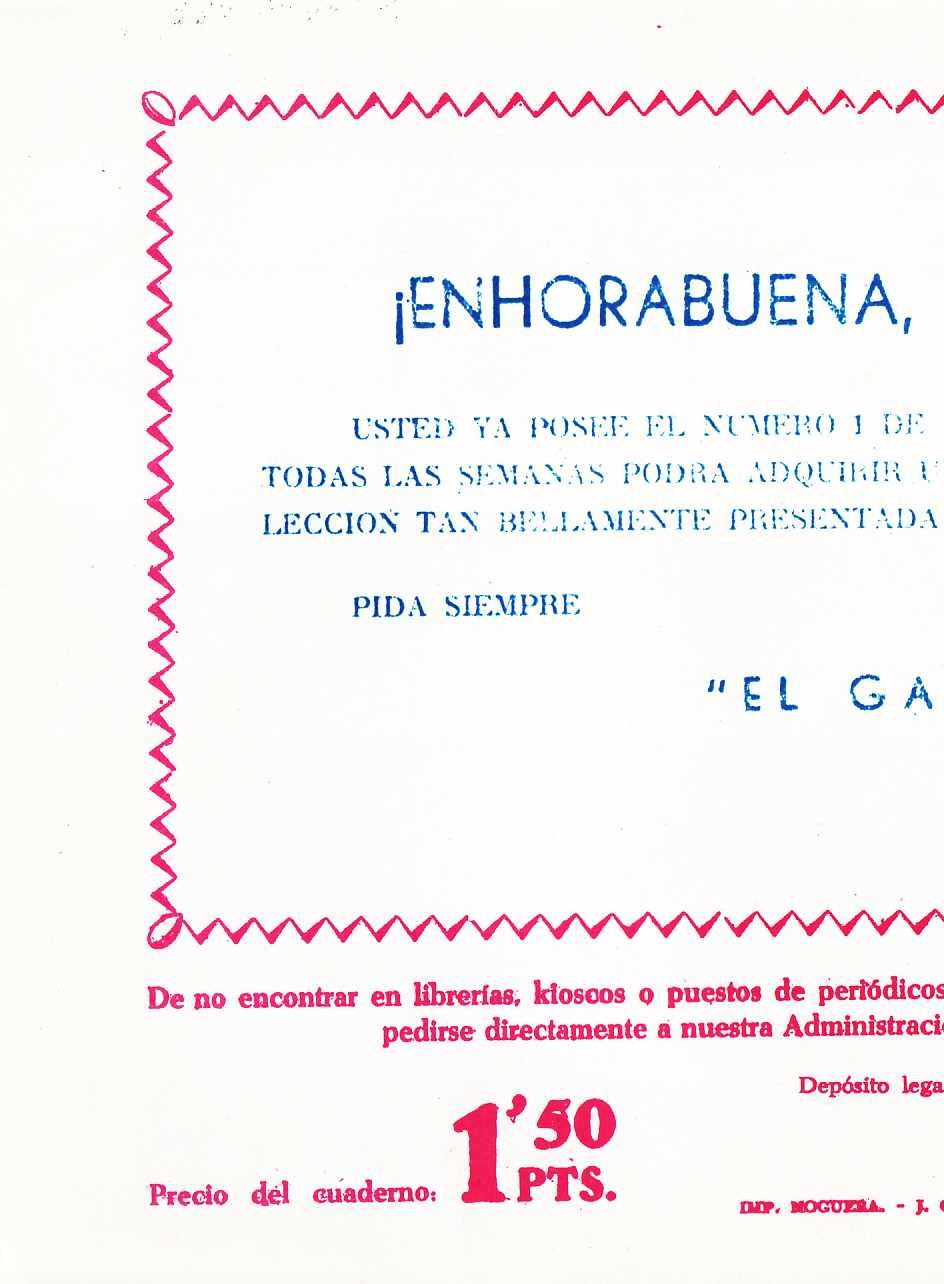 ¡ENHORABUENA,
USTED YA POSEE EL NUMERO 1 DE
TODAS LAS SEMANAS PODRA ADQUIRIR U
LECCION TAN BELLAMENTE PRESENTADA
PIDA SIEMPRE
"EL GA
De no encontrar en librerías, kioscos o puestos de periódicos
pedirse directamente a nuestra Administraci
Depósito lega
1'50
PTS.
Precio del cuaderno:
IMP. NOGUERA. - J.